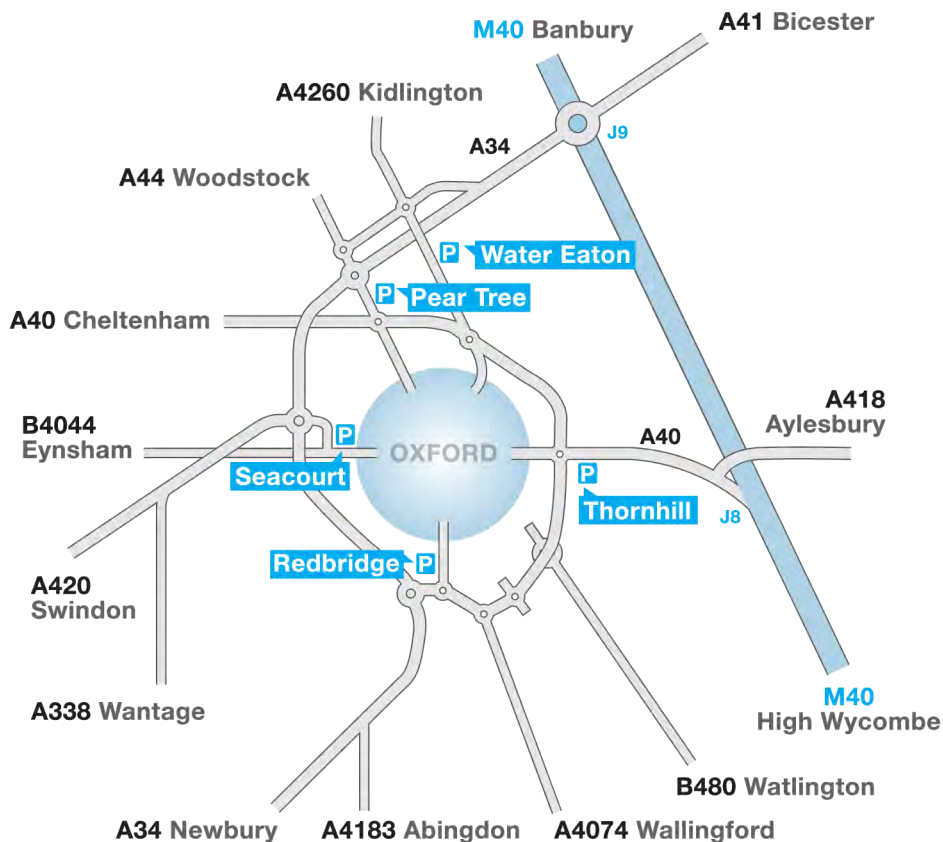 A41 Bicester
M40 Banbury
A4260 Kidlington
J9
A34
A44 Woodstock
P Water Eaton
P Pear Tree
A40 Cheltenham
A418
Aylesbury
B4044
Eynsham
P
A40
OXFORD
Seacourt
P
Thornhill
J8
Redbridge P
A420
Swindon
A338 Wantage
M40
High Wycombe
B480 Watlington
A34 Newbury
A4183 Abingdon
A4074 Wallingford